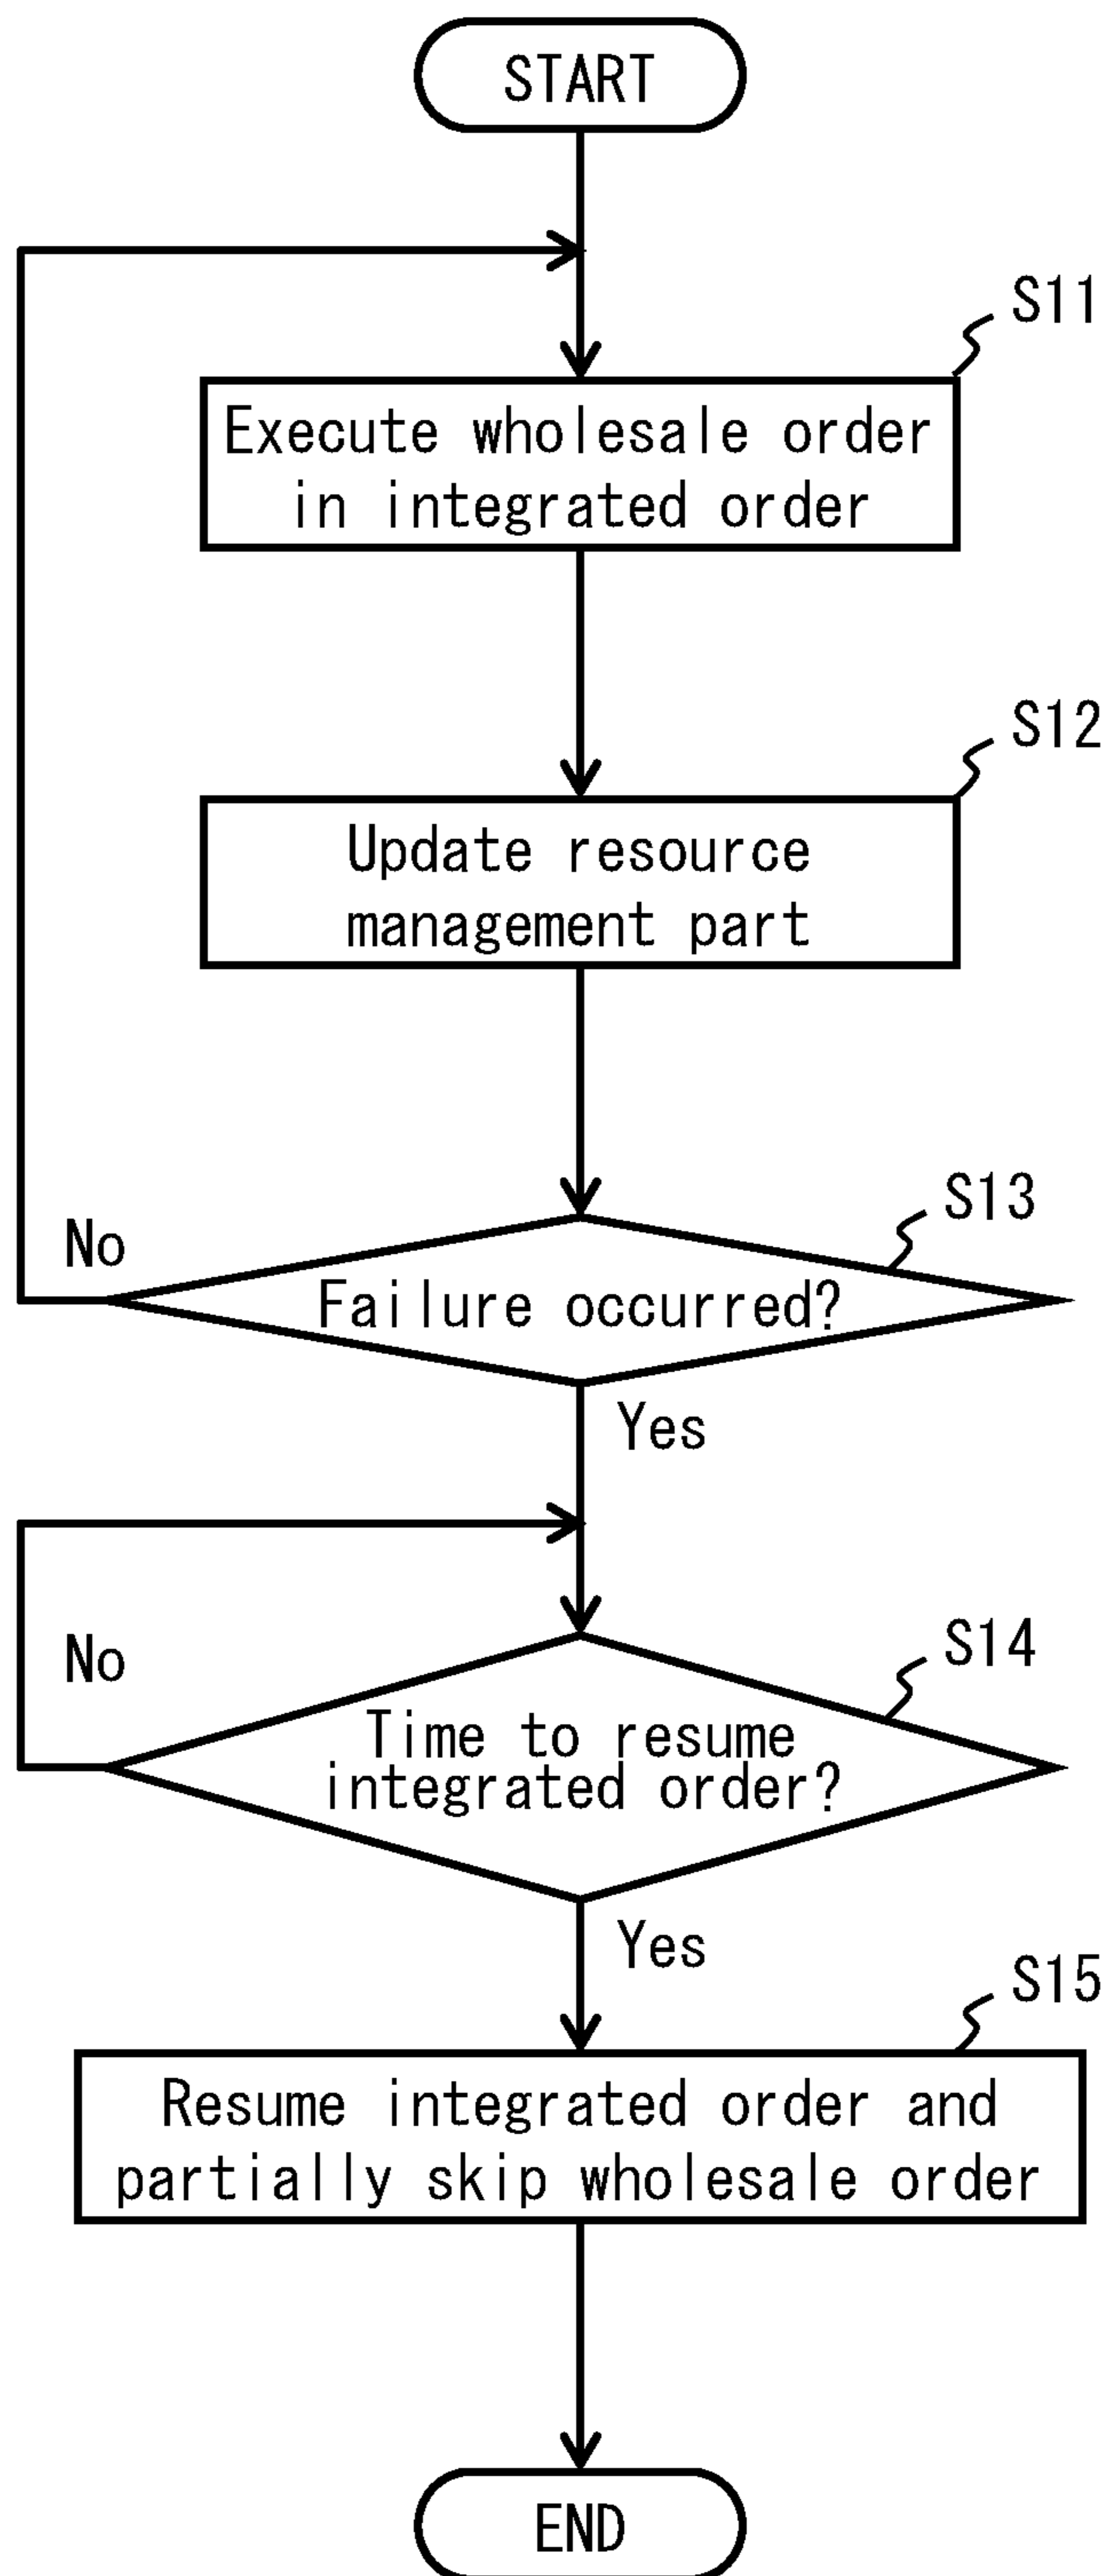 START
S11
Execute wholesale order
in integrated order
S12
Update resource
management part
S13
No
Failure occurred?
Yes
S14
No
Time to resume
integrated order?
Yes
S15
Resume integrated order and
partially skip wholesale order
END